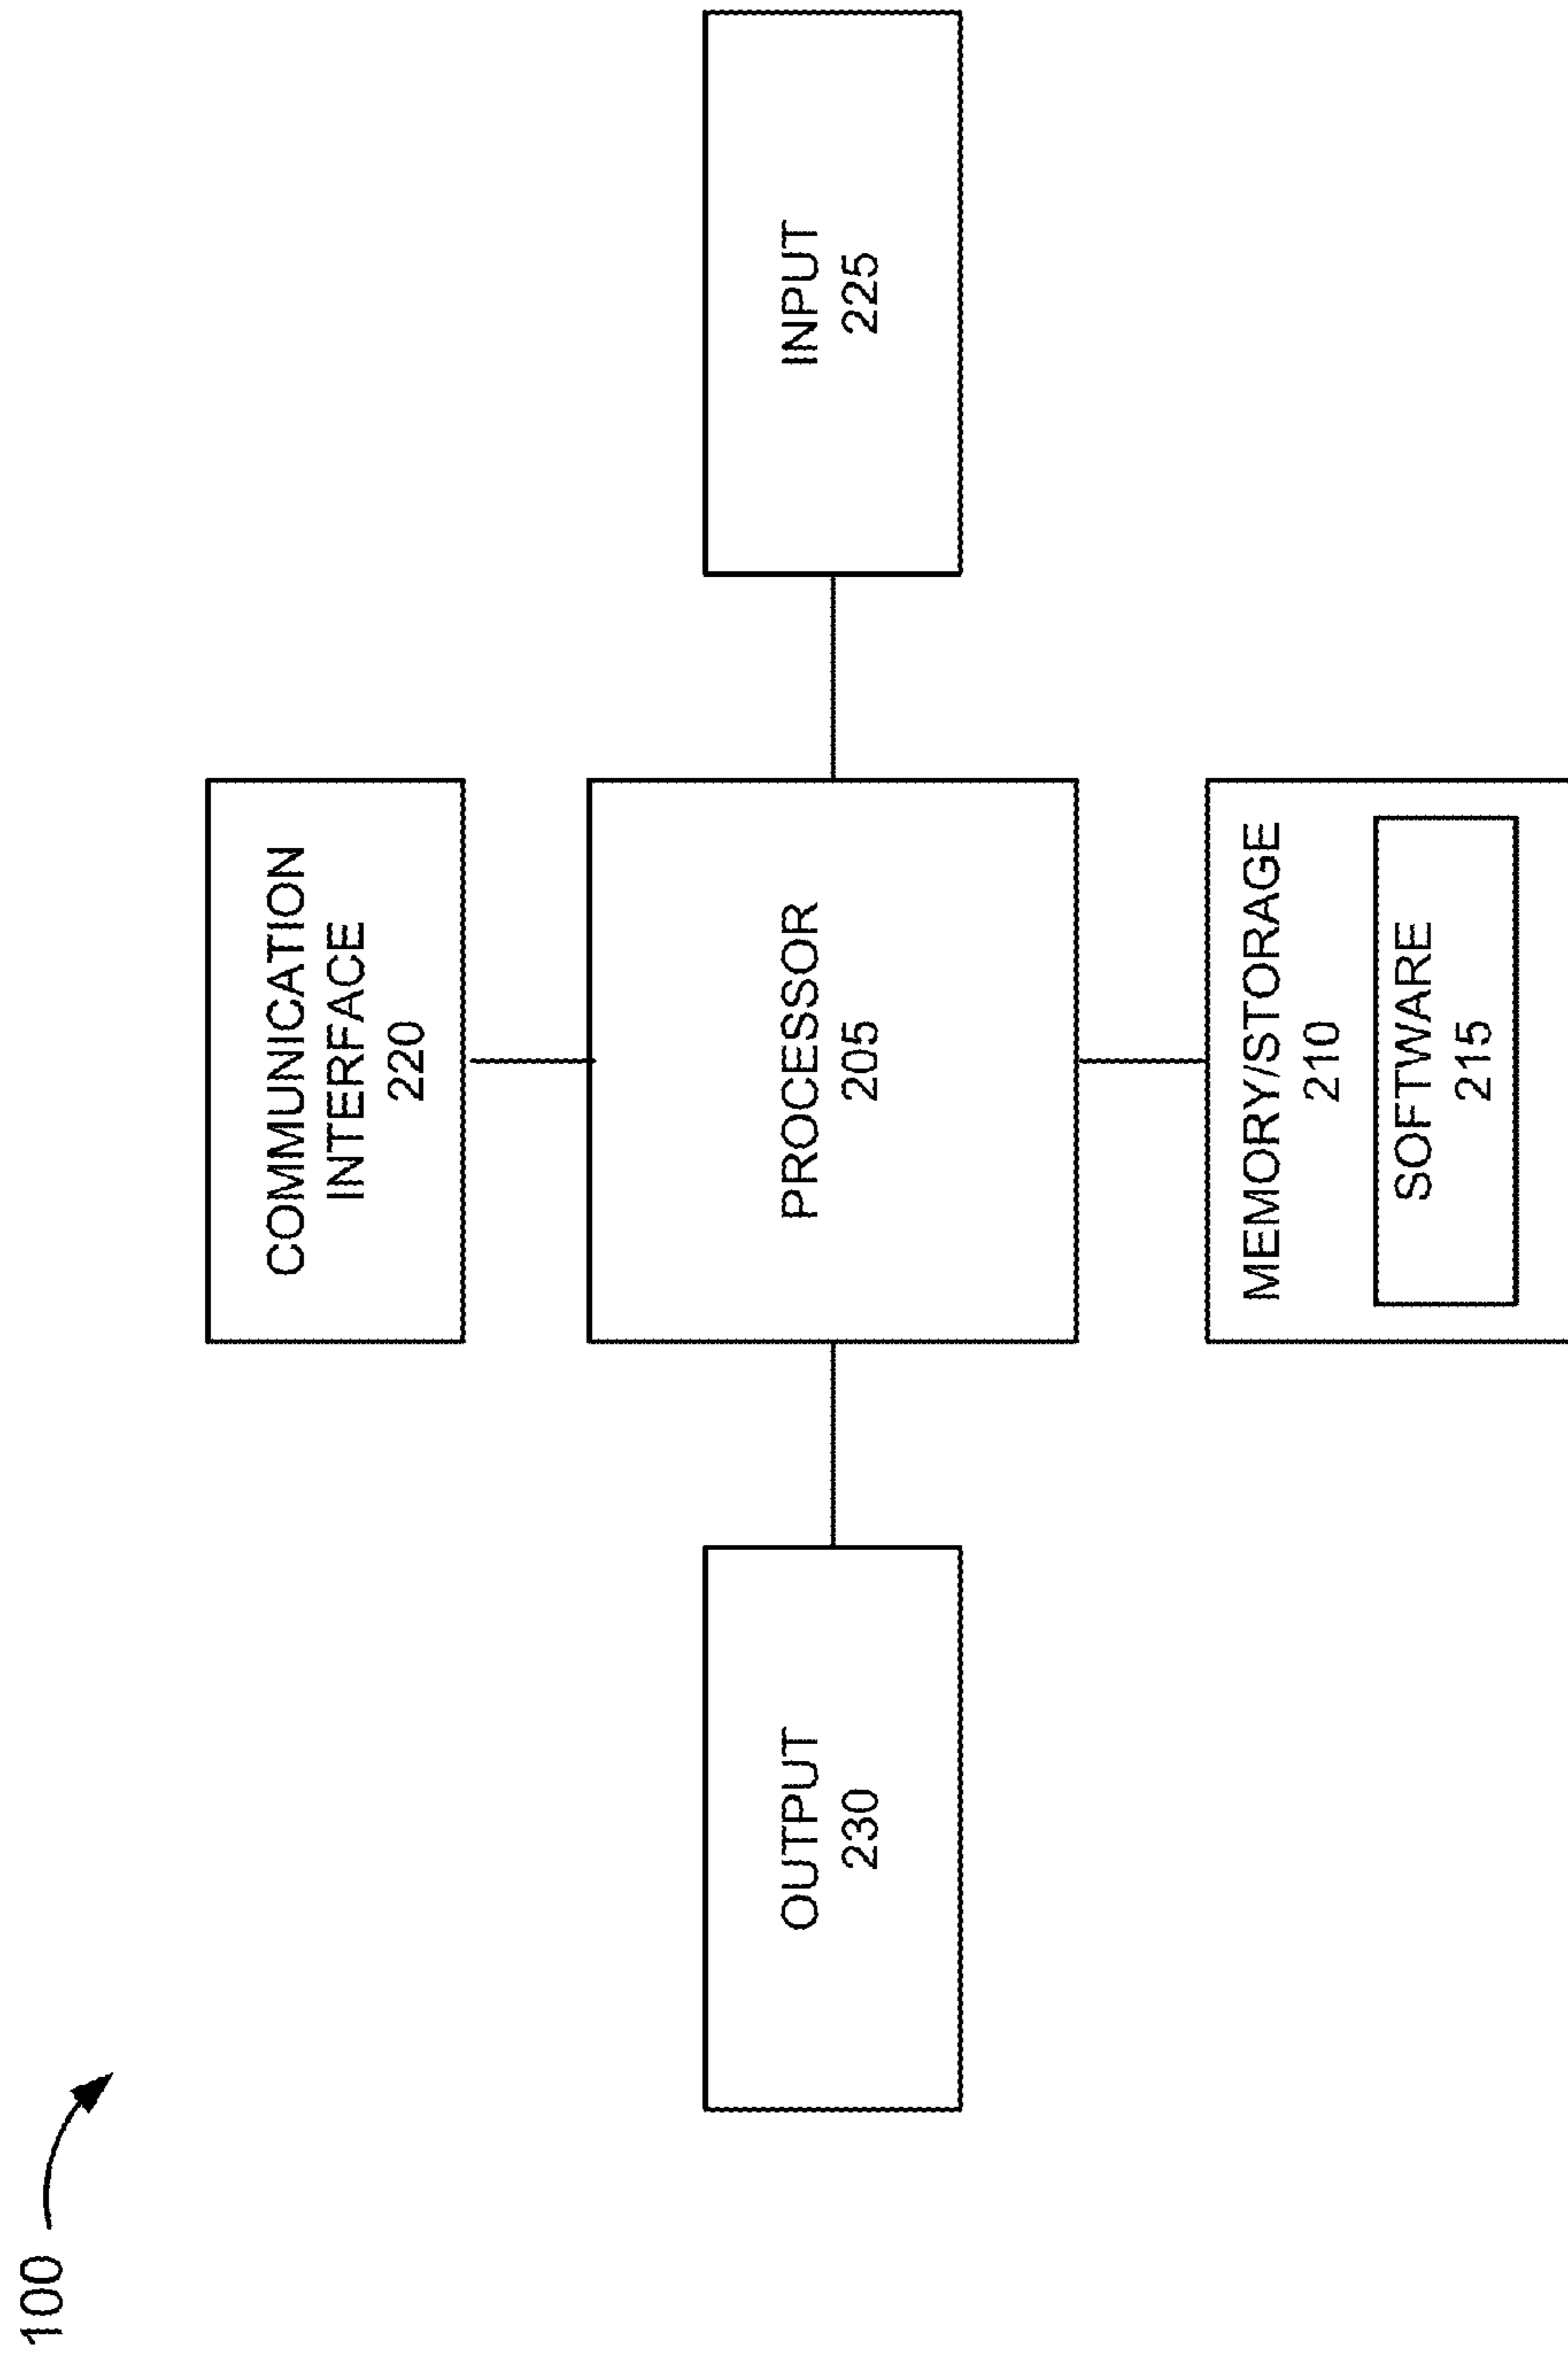 100
COMMUNICATION
INTERFACE
220
OUTPUT
230
PROCESSOR
205
INPUT
225
MEMORY/STORAGE
210
SOFTWARE
215